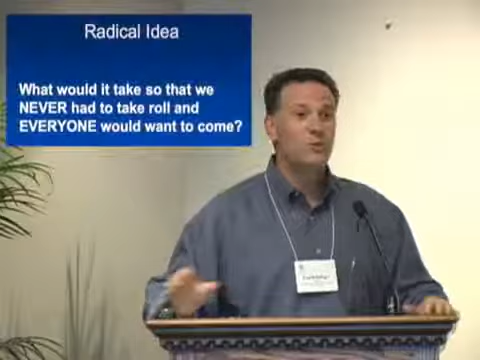 Radical Idea
What would it take so that we
NEVER had to take roll and
EVERYONE would want to come?